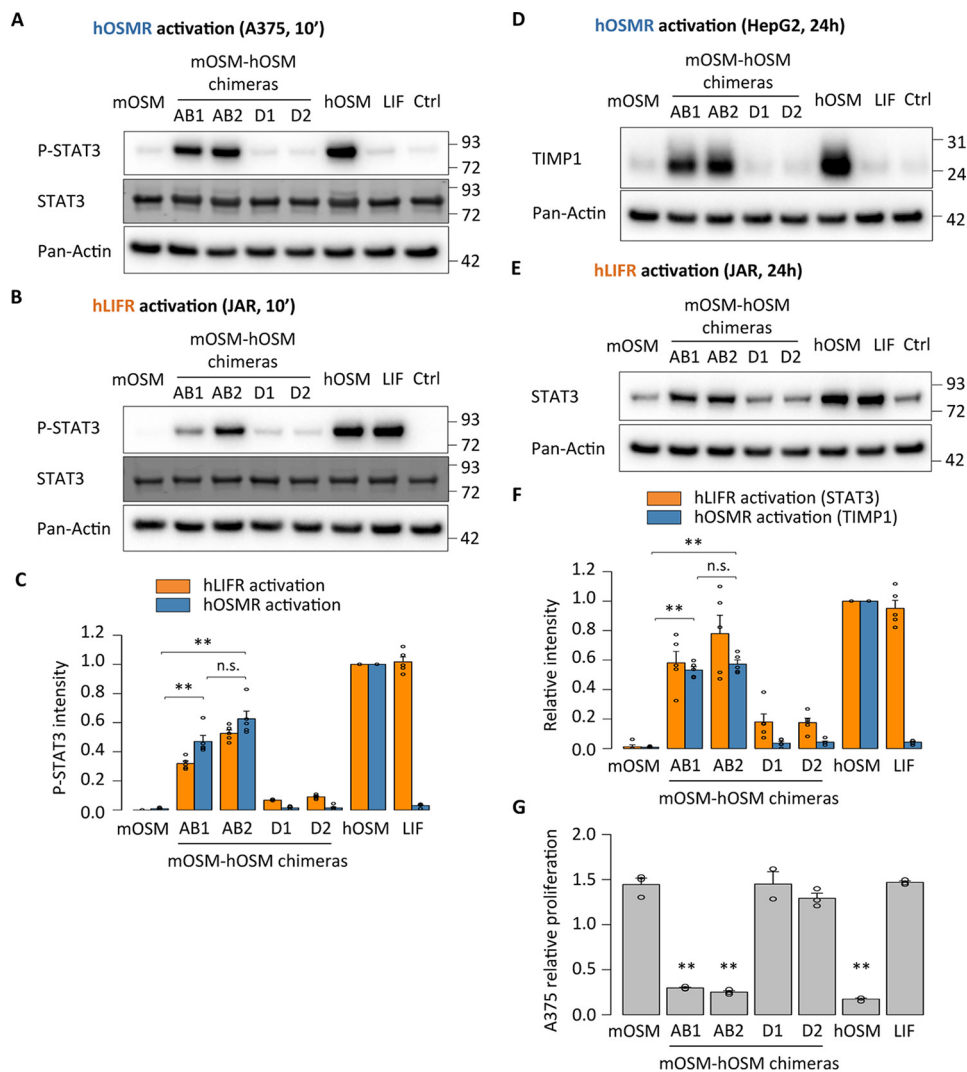 A
hOSMR activation (A375, 10’)
mOSM-hOSM
chimeras
mOSM
AB1 AB2 D1 D2
hOSM LIF Ctrl
P-STAT3
93
72
STAT3
93
72
Pan-Actin
42
B
hLIFR activation (JAR, 10’)
mOSM-hOSM
chimeras
mOSM
AB1 AB2 D1 D2
hOSM LIF Ctrl
P-STAT3
93
72
STAT3
93
72
Pan-Actin
42
C
hLIFR activation
hOSMR activation
P-STAT3 intensity
1.2
1.0
0.8
0.6
0.4
0.2
0.0
**
**
n.s.
mOSM AB1 AB2 D1 D2 hOSM LIF
mOSM-hOSM chimeras
D
hOSMR activation (HepG2, 24h)
mOSM-hOSM
chimeras
mOSM
AB1 AB2 D1 D2
hOSM LIF Ctrl
TIMP1
31
24
Pan-Actin
42
E
hLIFR activation (JAR, 24h)
mOSM-hOSM
chimeras
mOSM
AB1 AB2 D1 D2
hOSM LIF Ctrl
STAT3
93
72
Pan-Actin
42
F
hLIFR activation (STAT3)
hOSMR activation (TIMP1)
Relative intensity
1.2
1.0
0.8
0.6
0.4
0.2
0.0
**
n.s.
**
mOSM AB1 AB2 D1 D2 hOSM LIF
mOSM-hOSM chimeras
G
A375 relative proliferation
2.0
1.5
1.0
0.5
0.0
** ** **
mOSM AB1 AB2 D1 D2 hOSM LIF
mOSM-hOSM chimeras